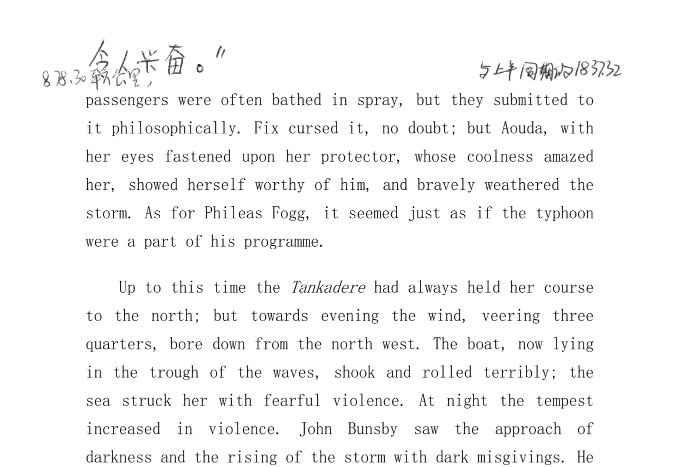 令人兴奋。”
878.30公里，
与上年同期的1837.32
passengers were often bathed in spray, but they submitted to
it philosophically. Fix cursed it, no doubt; but Aouda, with
her eyes fastened upon her protector, whose coolness amazed
her, showed herself worthy of him, and bravely weathered the
storm. As for Phileas Fogg, it seemed just as if the typhoon
were a part of his programme.
Up to this time the Tankadere had always held her course
to the north; but towards evening the wind, veering three
quarters, bore down from the north west. The boat, now lying
in the trough of the waves, shook and rolled terribly; the
sea struck her with fearful violence. At night the tempest
increased in violence. John Bunsby saw the approach of
darkness and the rising of the storm with dark misgivings. He